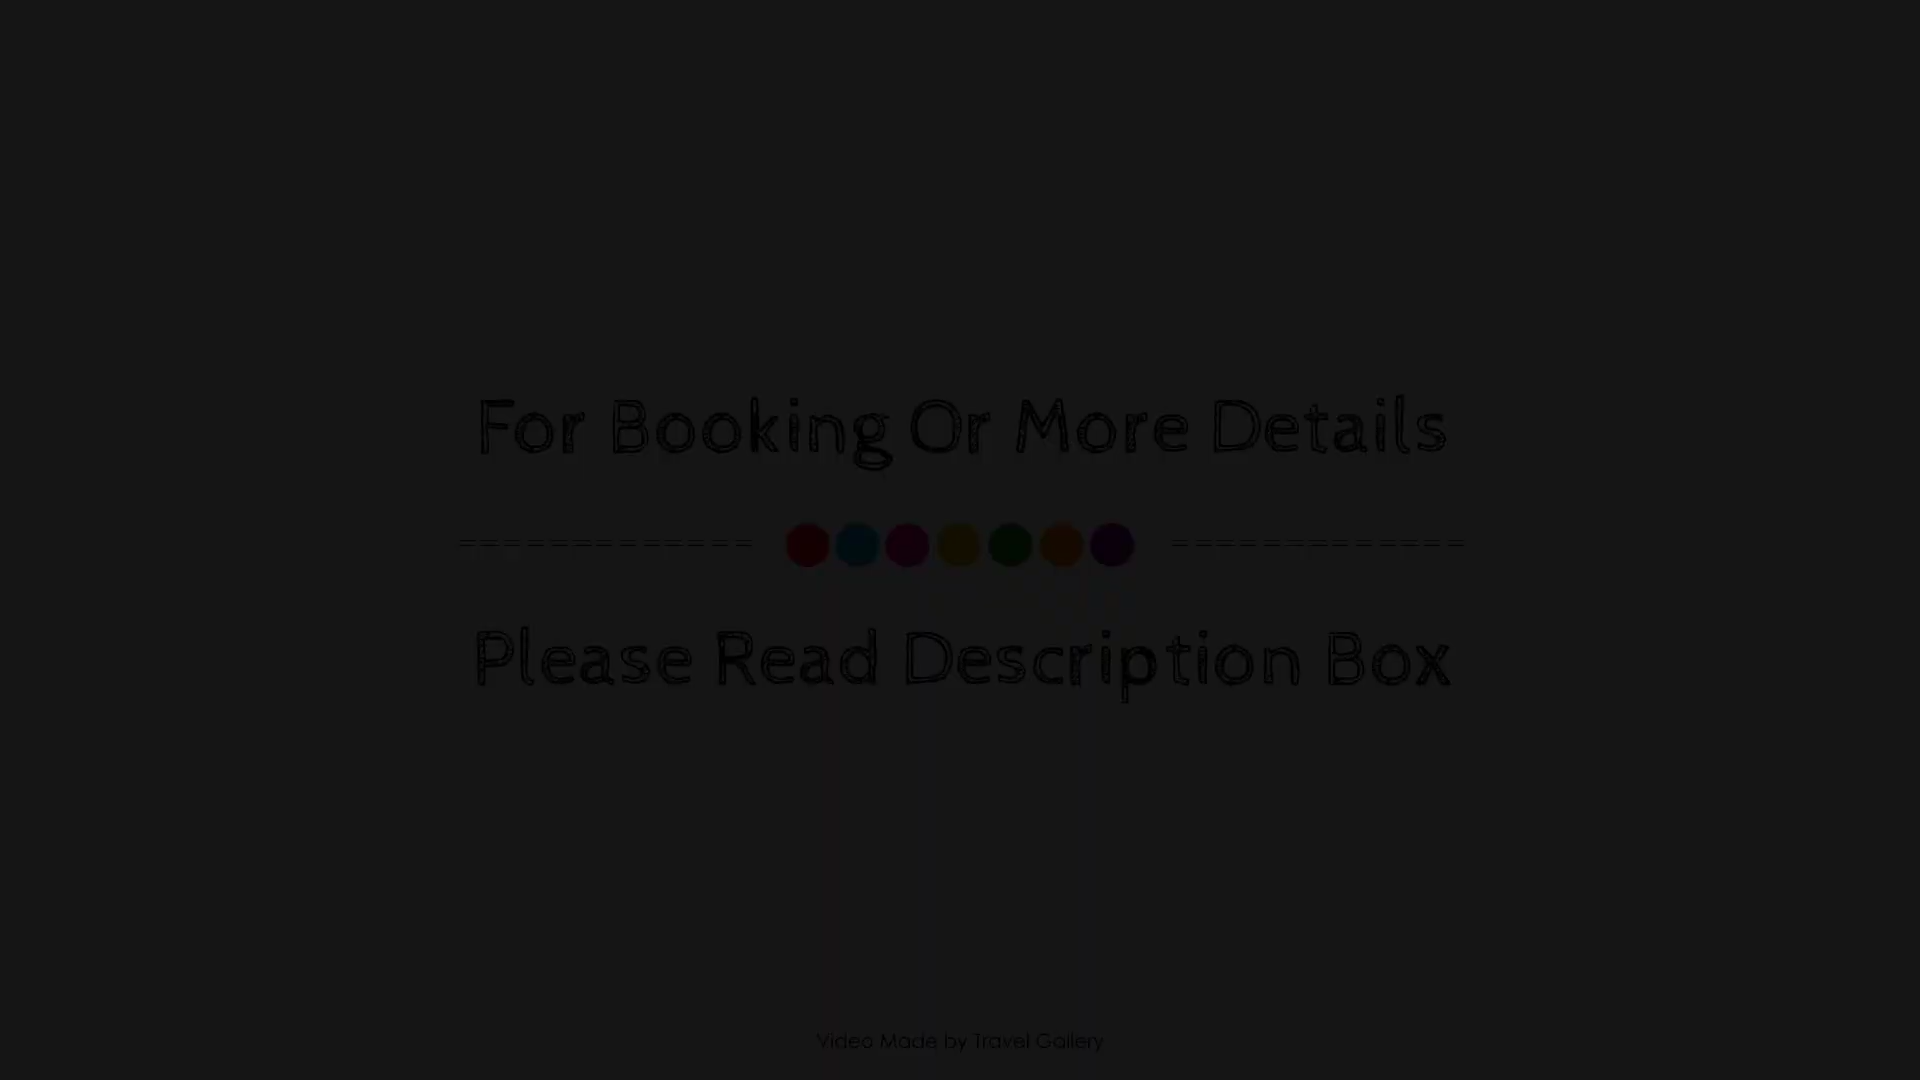 For Booking Or More Details
============= =============
Please Read Description Box
Video Made by Travel Gallery